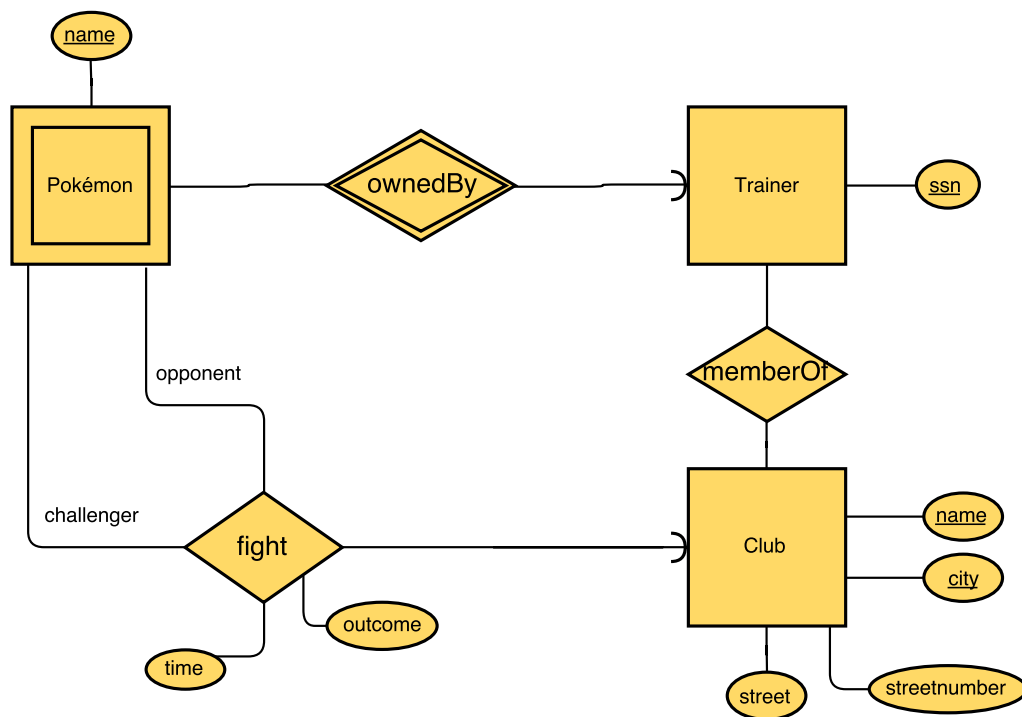 name
Pokémon
ownedBy
Trainer
ssn
opponent
memberOf
challenger
fight
Club
name
city
outcome
time
street
streetnumber